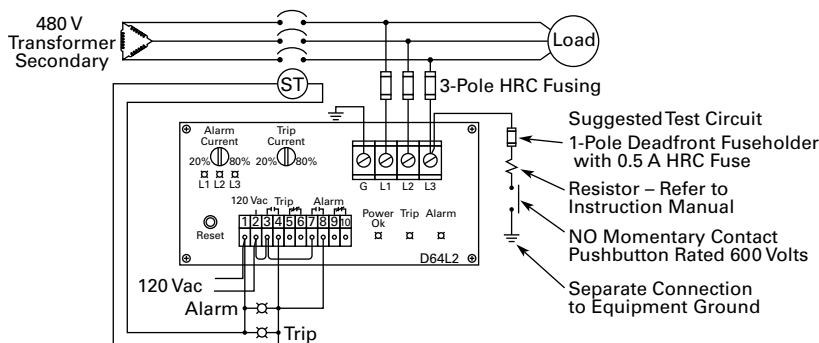 480 V
Transformer
Secondary
Load
ST
3-Pole HRC Fusing
Suggested Test Circuit
1-Pole Deadfront Fuseholder
with 0.5 A HRC Fuse
Resistor – Refer to
Instruction Manual
NO Momentary Contact
Pushbutton Rated 600 Volts
Separate Connection
to Equipment Ground
Alarm
Current
20% 80%
L1 L2 L3
Trip
Current
20% 80%
G L1 L2 L3
Reset
120 Vac Trip Alarm
1 2 3 4 5 6 7 8 9 10
Power
Ok
Trip
Alarm
D64L2
120 Vac
Alarm
Trip